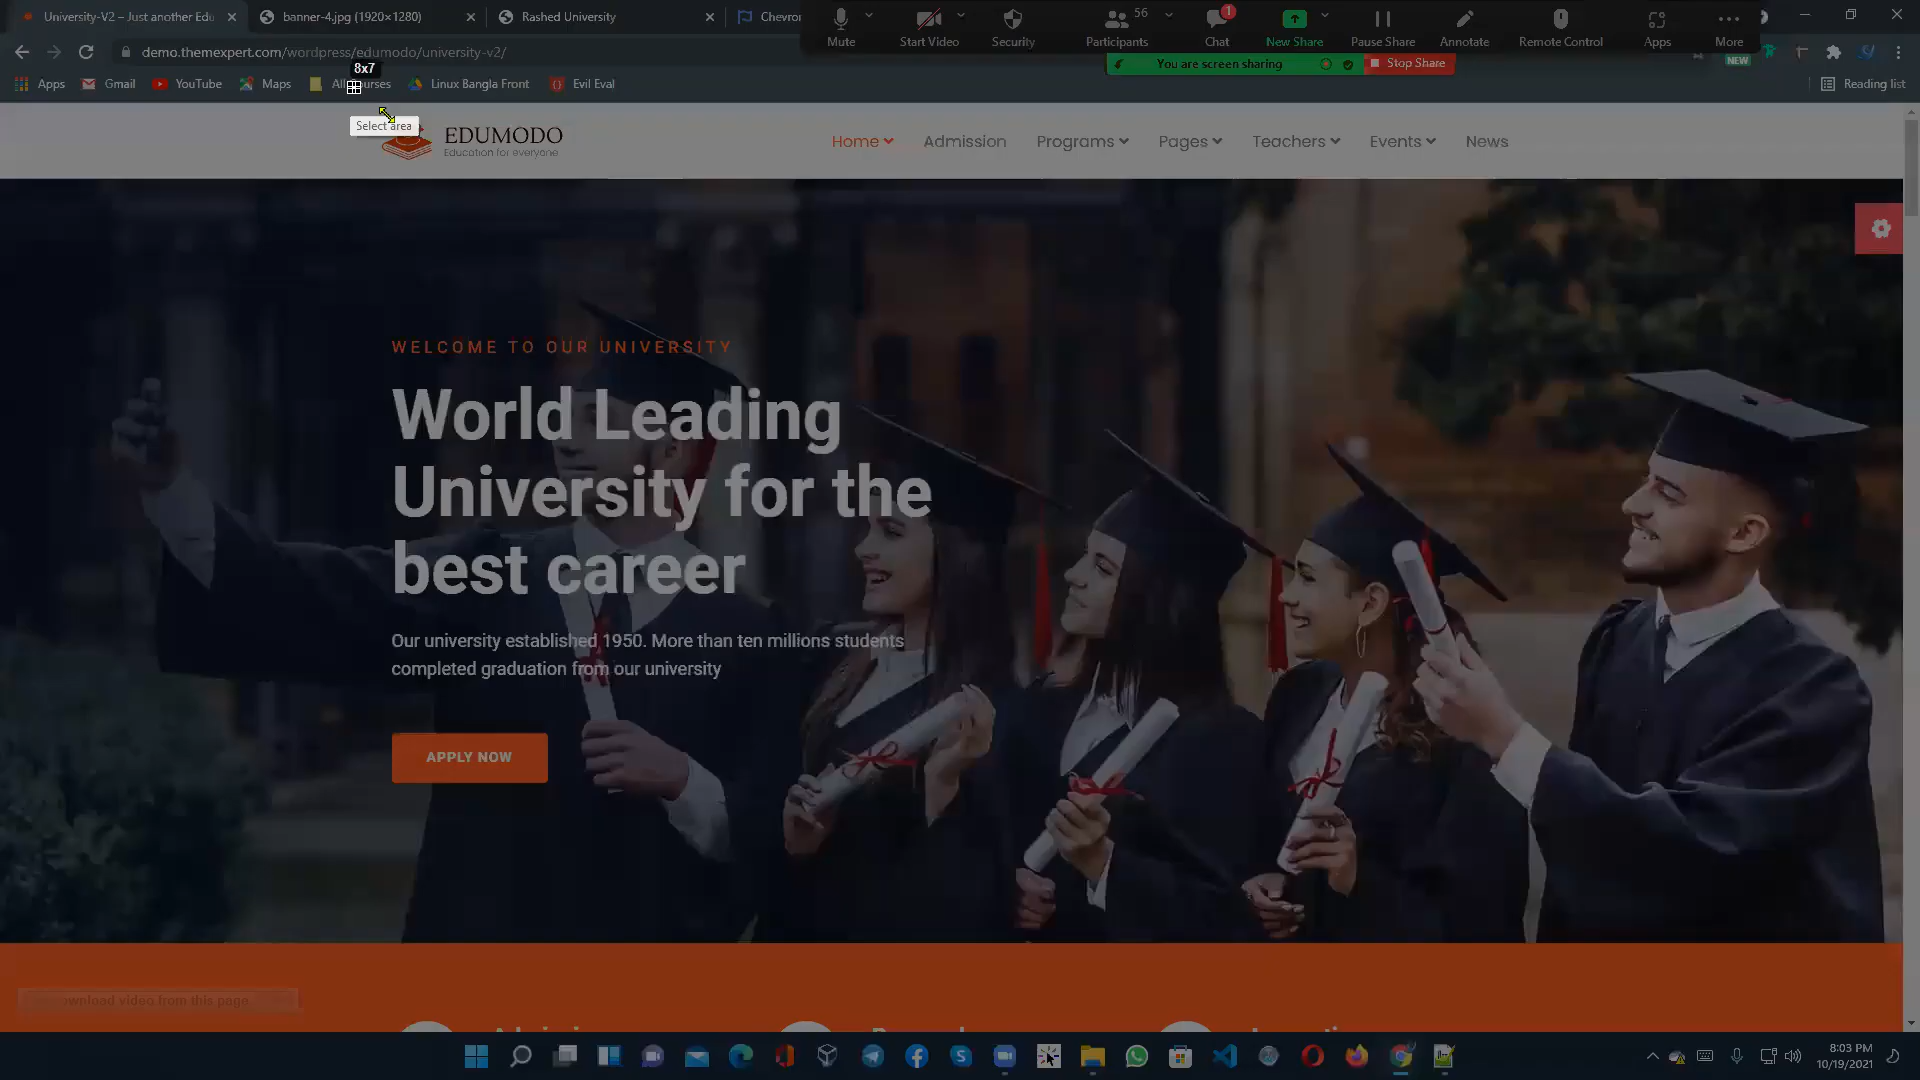 University-V2 – Just another Edu
banner-4.jpg (1920×1280)
Rashed University
Chevron
Mute
Start Video
Security
56
Participants
1
Chat
New Share
Pause Share
Annotate
Remote Control
Apps
More
demo.themexpert.com/wordpress/edumodo/university-v2/
You are screen sharing
Stop Share
NEW
8x7
Apps
Gmail
YouTube
Maps
Linux Bangla Front
Evil Eval
Reading list
Select area
EDUMODO
Education for everyone
Home
Admission
Programs
Pages
Teachers
Events
News
WELCOME TO OUR UNIVERSITY
World Leading
University for the
best career
Our university established 1950. More than ten millions students
completed graduation from our university
APPLY NOW
download video from this page
8:03 PM
10/19/2021